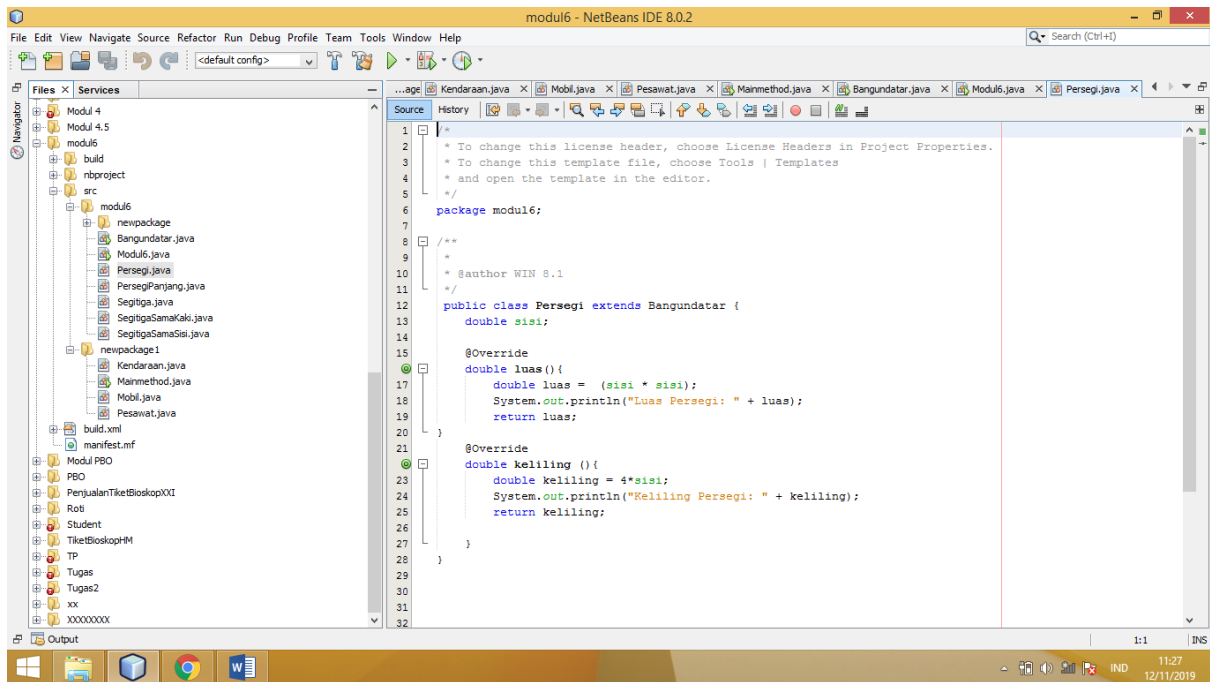 modul6 - NetBeans IDE 8.0.2
File Edit View Navigate Source Refactor Run Debug Profile Team Tools Window Help
Search (Ctrl+I)
<default config>
Files Services
...age Kendaraan.java Mobil.java Pesawat.java Mainmethod.java Bangundatar.java Modul6.java Persegi.java
Navigator
Source History
Modul 4
Modul 4.5
modul6
build
nbproject
src
modul6
newpackage
Bangundatar.java
Modul6.java
Persegi.java
PersegiPanjang.java
Segitiga.java
SegitigaSamaKaki.java
SegitigaSamaSisi.java
newpackage1
Kendaraan.java
Mainmethod.java
Mobil.java
Pesawat.java
build.xml
manifest.mf
Modul PBO
PBO
PenjualanTiketBioskopXXI
Roti
Student
TiketBioskopHM
TP
Tugas
Tugas2
xx
XXXXXXXX
1 /*
2 * To change this license header, choose License Headers in Project Properties.
3 * To change this template file, choose Tools | Templates
4 * and open the template in the editor.
5 */
6 package modul6;
7
8 /**
9 *
10 * @author WIN 8.1
11 */
12 public class Persegi extends Bangundatar {
13 double sisi;
14
15 @Override
double luas(){
17 double luas = (sisi * sisi);
18 System.out.println("Luas Persegi: " + luas);
19 return luas;
20 }
21 @Override
double keliling (){
23 double keliling = 4*sisi;
24 System.out.println("Keliling Persegi: " + keliling);
25 return keliling;
26
27 }
28 }
29
30
31
32
Output
1:1 INS
IND
11:27
12/11/2019